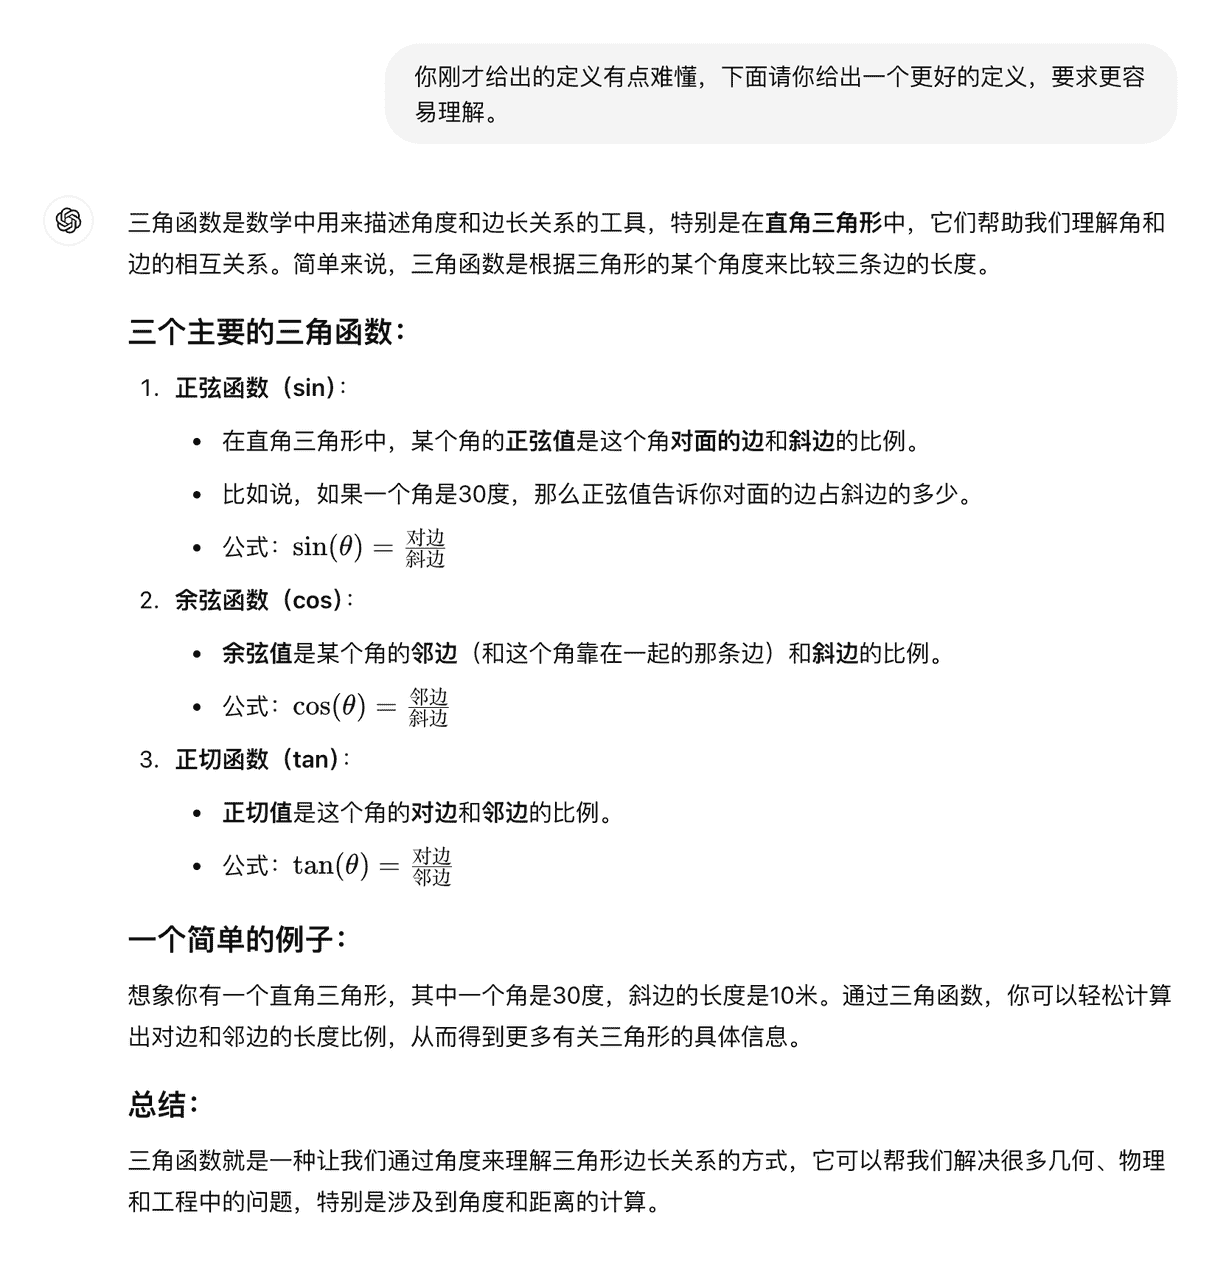 你刚才给出的定义有点难懂，下面请你给出一个更好的定义，要求更容
易理解。
三角函数是数学中用来描述角度和边长关系的工具，特别是在直角三角形中，它们帮助我们理解角和
边的相互关系。简单来说，三角函数是根据三角形的某个角度来比较三条边的长度。
三个主要的三角函数：
1. 正弦函数（sin）：
• 在直角三角形中，某个角的正弦值是这个角对面的边和斜边的比例。
• 比如说，如果一个角是30度，那么正弦值告诉你对面的边占斜边的多少。
• 公式：sin(θ) = 对边/斜边
2. 余弦函数（cos）：
• 余弦值是某个角的邻边（和这个角靠在一起的那条边）和斜边的比例。
• 公式：cos(θ) = 邻边/斜边
3. 正切函数（tan）：
• 正切值是这个角的对边和邻边的比例。
• 公式：tan(θ) = 对边/邻边
一个简单的例子：
想象你有一个直角三角形，其中一个角是30度，斜边的长度是10米。通过三角函数，你可以轻松计算
出对边和邻边的长度比例，从而得到更多有关三角形的具体信息。
总结：
三角函数就是一种让我们通过角度来理解三角形边长关系的方式，它可以帮我们解决很多几何、物理
和工程中的问题，特别是涉及到角度和距离的计算。